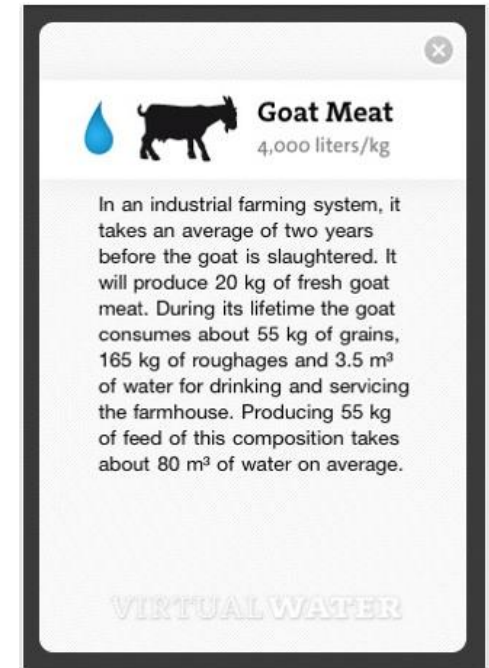 Goat Meat
4,000 liters/kg
In an industrial farming system, it
takes an average of two years
before the goat is slaughtered. It
will produce 20 kg of fresh goat
meat. During its lifetime the goat
consumes about 55 kg of grains,
165 kg of roughages and 3.5 m³
of water for drinking and servicing
the farmhouse. Producing 55 kg
of feed of this composition takes
about 80 m³ of water on average.
VIRTUALWATER